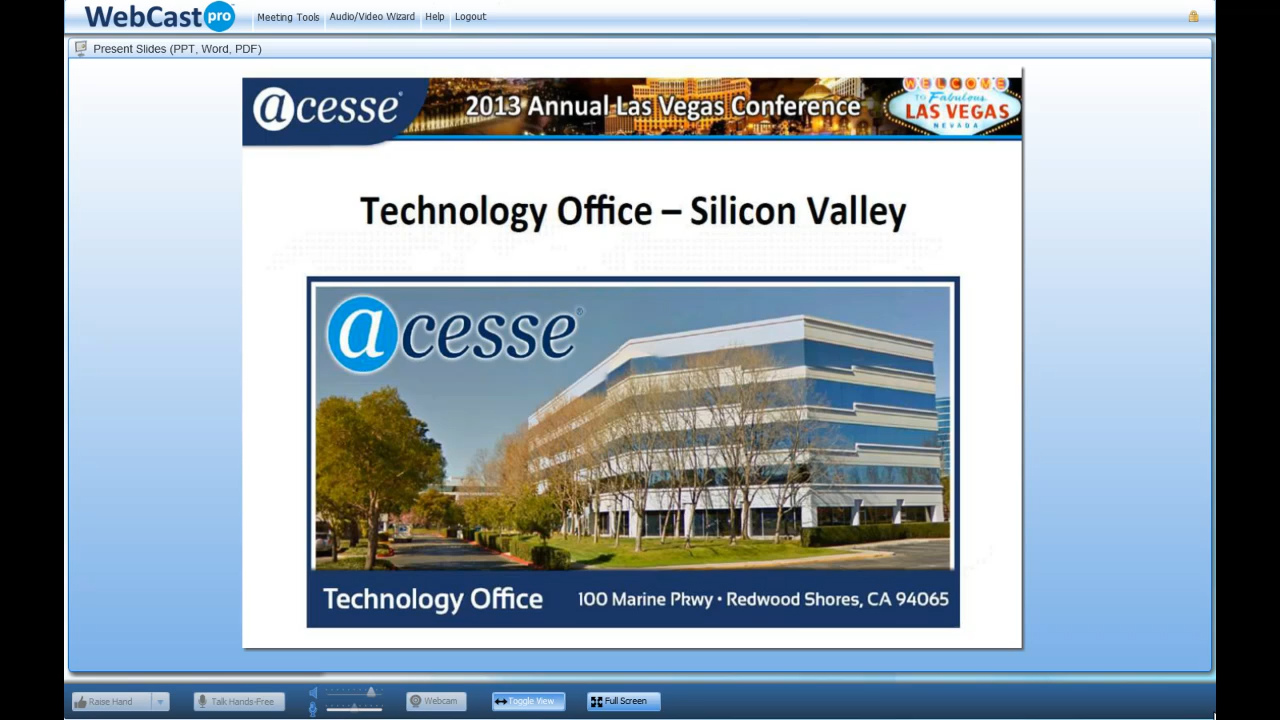 WebCast pro Meeting Tools Audio/Video Wizard Help Logout
Present Slides (PPT, Word, PDF)
acesse® 2013 Annual Las Vegas Conference
WELCOME
TO Fabulous
LAS VEGAS
NEVADA
Technology Office – Silicon Valley
acesse®
Technology Office 100 Marine Pkwy • Redwood Shores, CA 94065
Raise Hand Talk Hands-Free Webcam Toggle View Full Screen